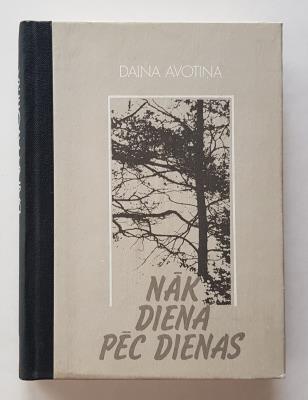 DAINA AVOTIŅA
NĀK
DIENA
PĒC DIENAS